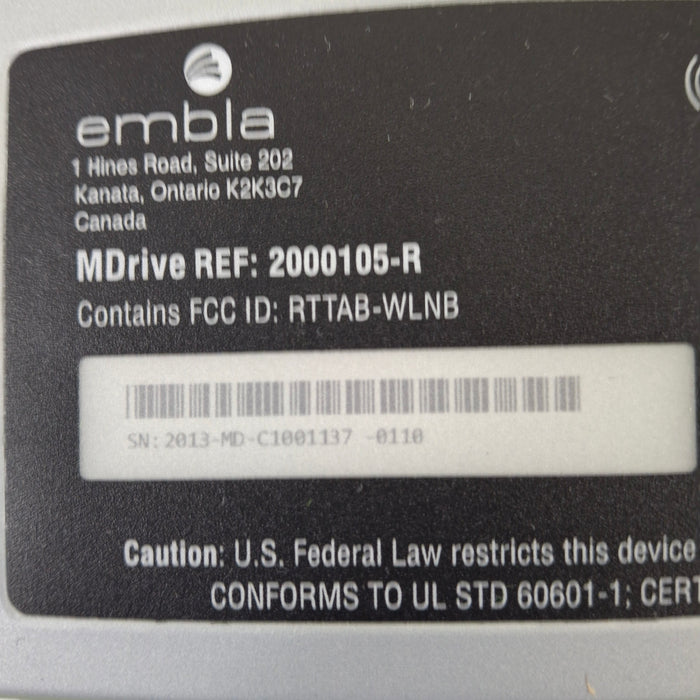 embla
1 Hines Road, Suite 202
Kanata, Ontario K2K3C7
Canada
MDrive REF: 2000105-R
Contains FCC ID: RTTAB-WLNB
SN: 2013-MD-C1001137 -0110
Caution: U.S. Federal Law restricts this device
CONFORMS TO UL STD 60601-1; CERT